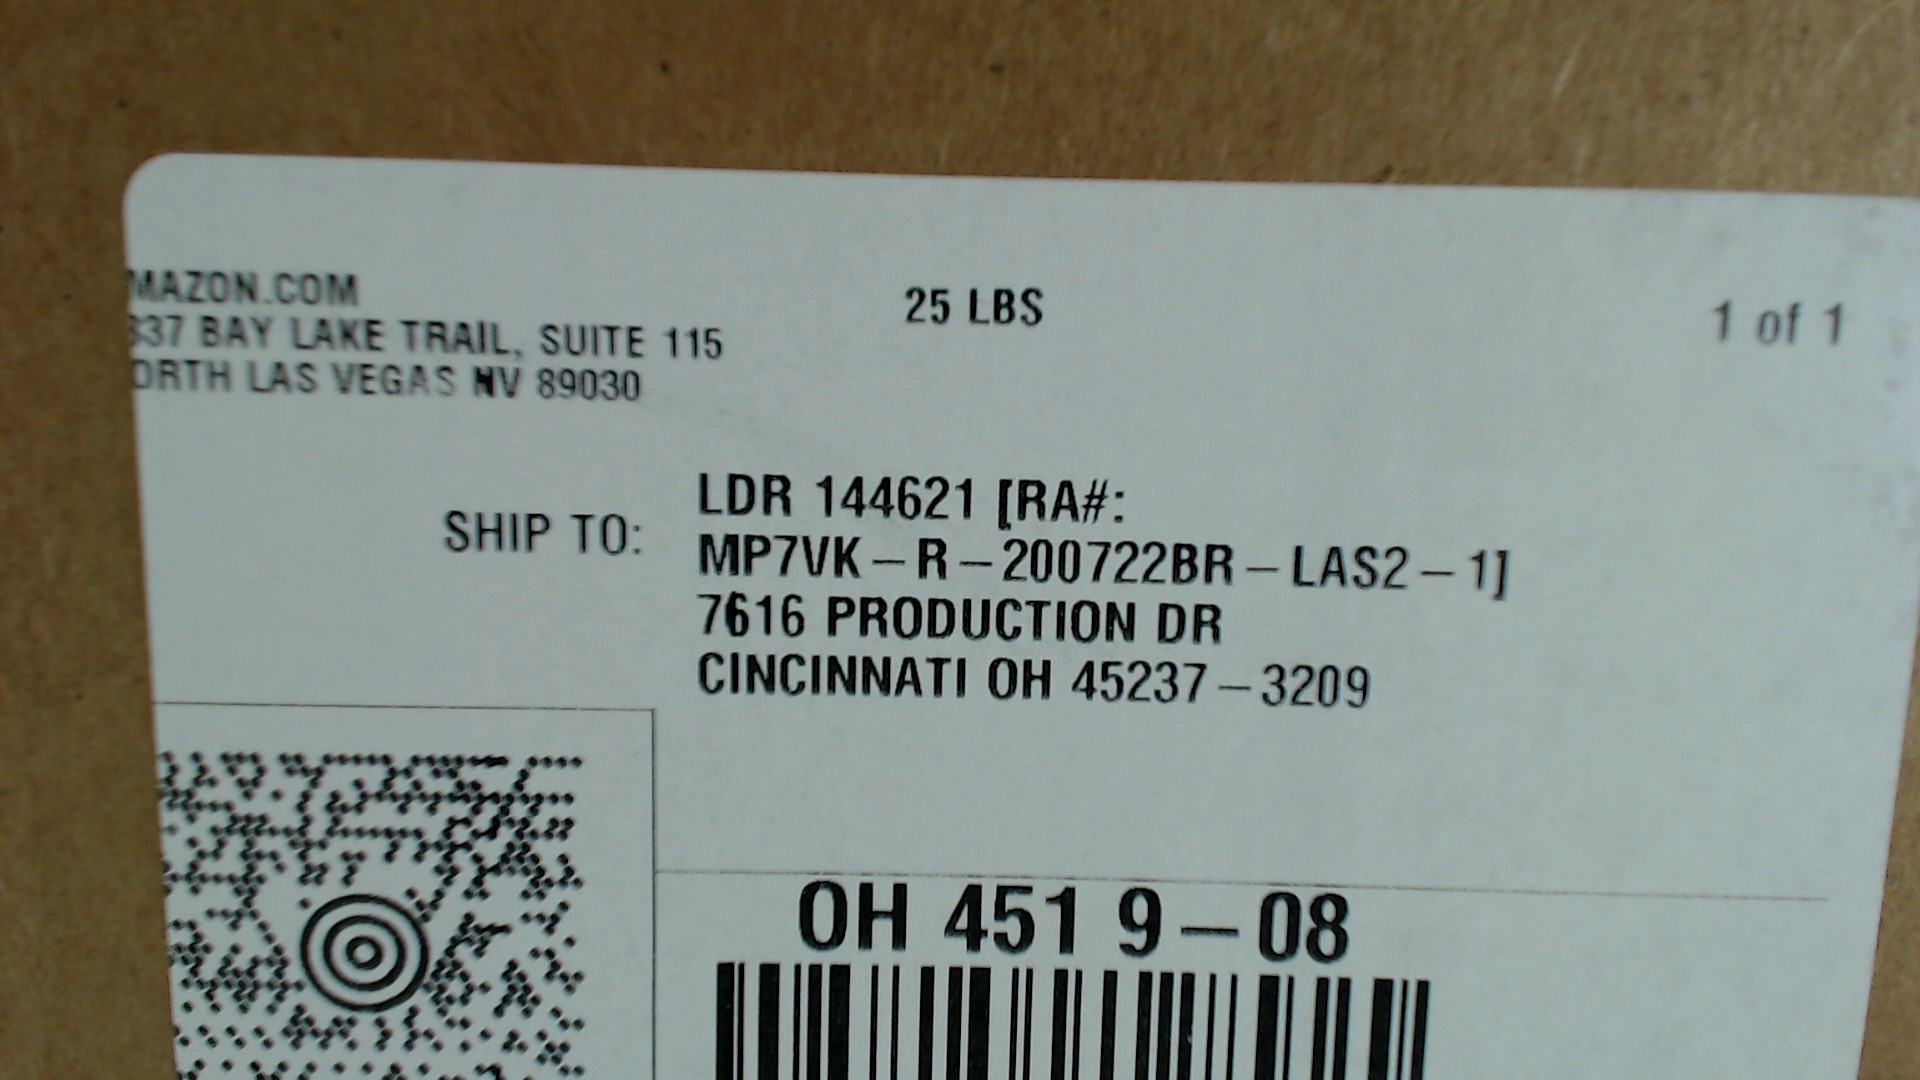 MAZON.COM
337 BAY LAKE TRAIL, SUITE 115
ORTH LAS VEGAS NV 89030
25 LBS
1 of 1
SHIP TO:
LDR 144621 [RA#:
MP7VK-R-200722BR-LAS2-1]
7616 PRODUCTION DR
CINCINNATI OH 45237-3209
OH 451 9-08